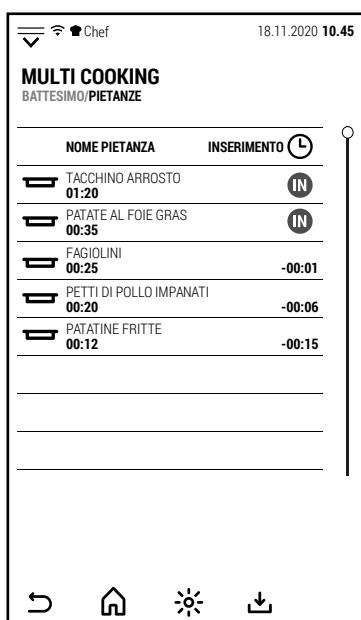 Chef 18.11.2020 10.45
MULTI COOKING
BATTESIMO/PIETANZE
NOME PIETANZA INSERIMENTO
TACCHINO ARROSTO
01:20 IN
PATATE AL FOIE GRAS
00:35 IN
FAGIOLINI
00:25 -00:01
PETTI DI POLLO IMPANATI
00:20 -00:06
PATATINE FRITTE
00:12 -00:15